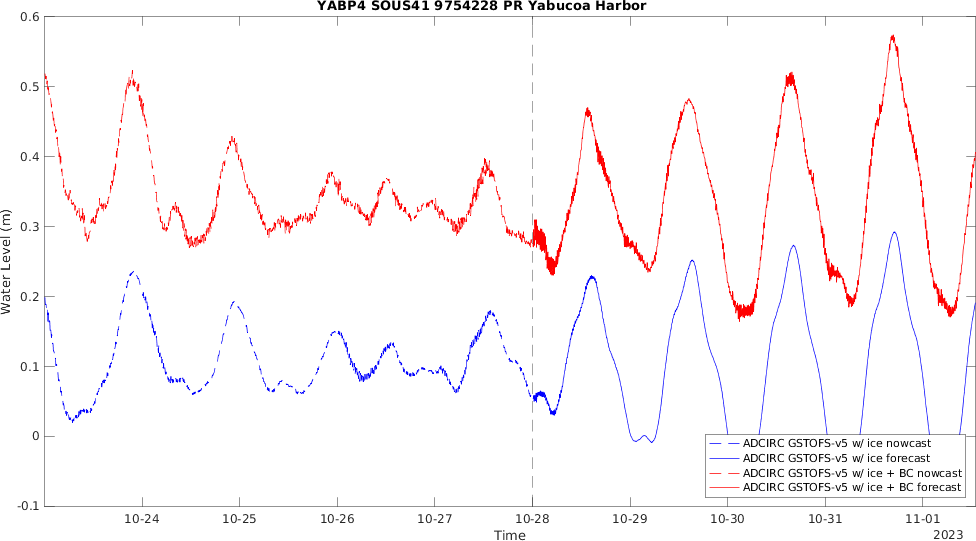 YABP4 SOUS41 9754228 PR Yabucoa Harbor
Water Level (m)
0.6
0.5
0.4
0.3
0.2
0.1
0
-0.1
ADCIRC GSTOFS-v5 w/ ice nowcast
ADCIRC GSTOFS-v5 w/ ice forecast
ADCIRC GSTOFS-v5 w/ ice + BC nowcast
ADCIRC GSTOFS-v5 w/ ice + BC forecast
10-24 10-25 10-26 10-27 10-28 10-29 10-30 10-31 11-01
Time
2023